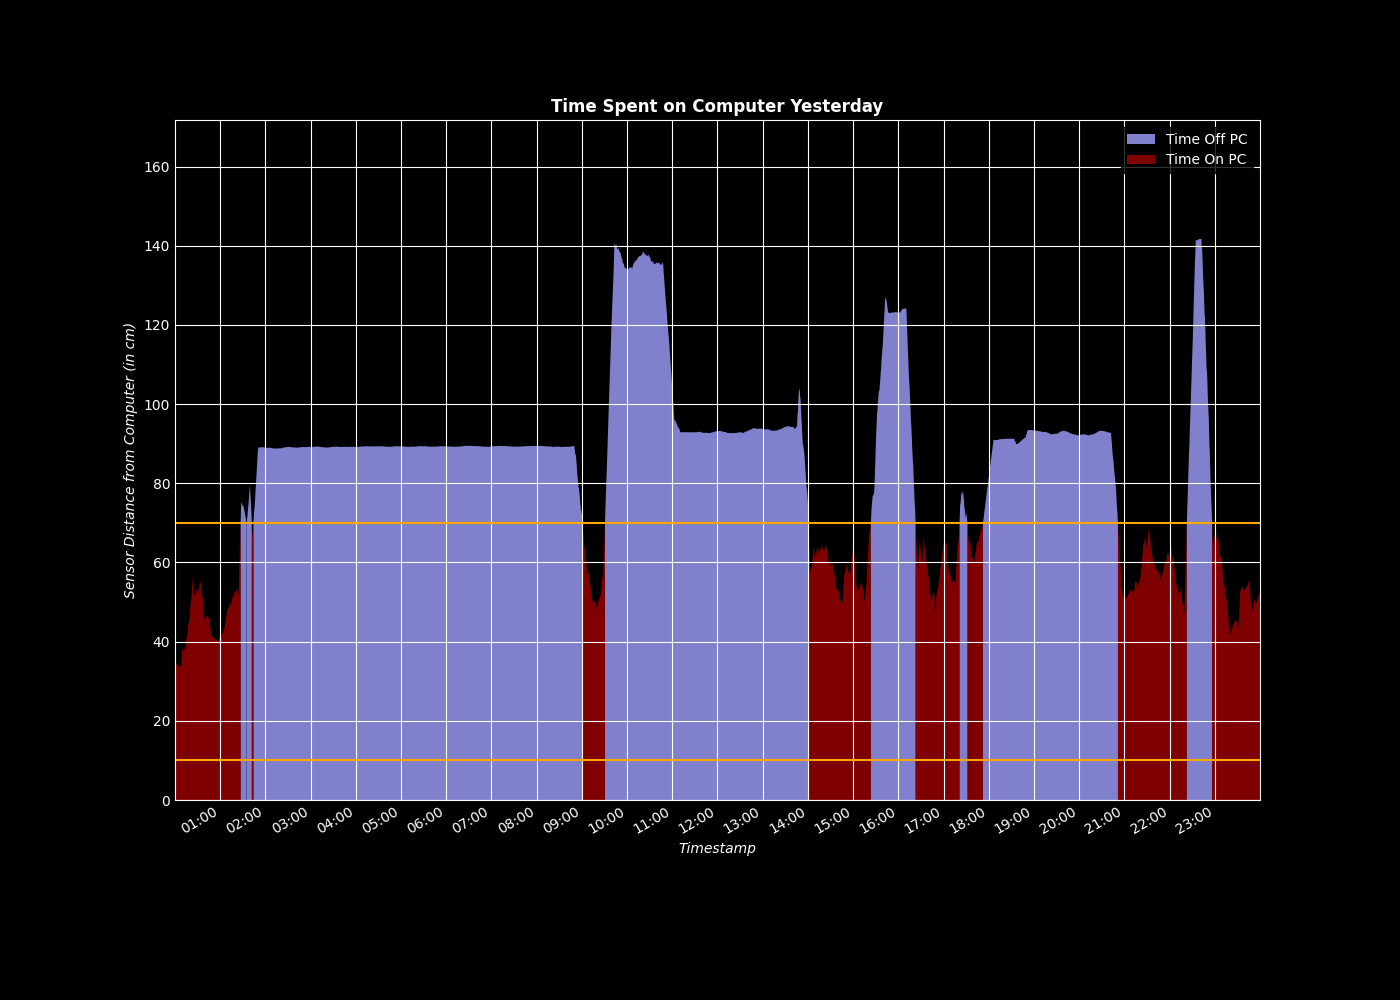 Time Spent on Computer Yesterday
Time Off PC
Time On PC
160
140
120
100
80
60
40
20
0
Sensor Distance from Computer (in cm)
01:00 02:00 03:00 04:00 05:00 06:00 07:00 08:00 09:00 10:00 11:00 12:00 13:00 14:00 15:00 16:00 17:00 18:00 19:00 20:00 21:00 22:00 23:00
Timestamp